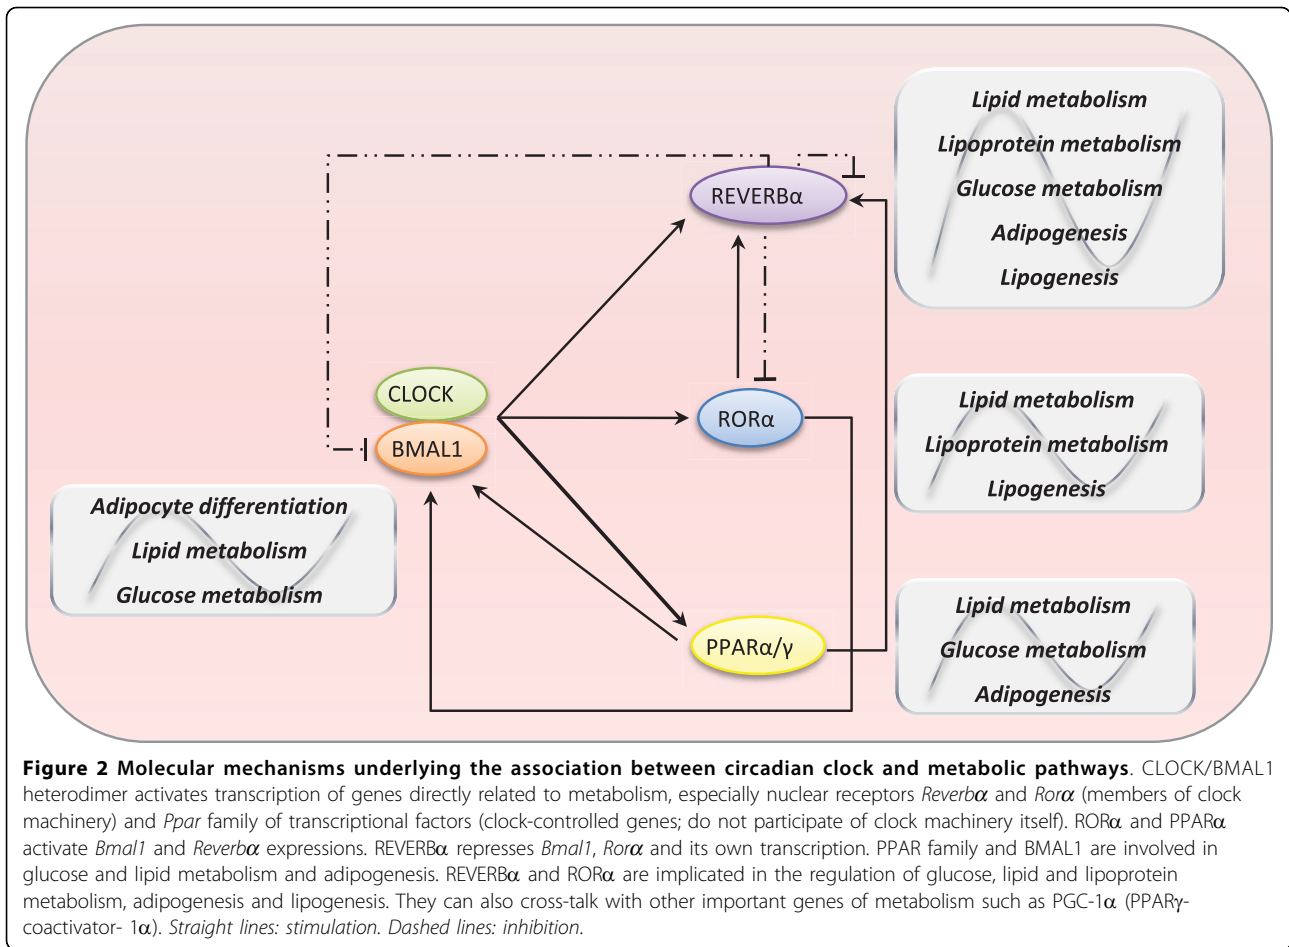 REVERBα
CLOCK
BMAL1
RORα
PPARα/γ
Lipid metabolism
Lipoprotein metabolism
Glucose metabolism
Adipogenesis
Lipogenesis
Lipid metabolism
Lipoprotein metabolism
Lipogenesis
Adipocyte differentiation
Lipid metabolism
Glucose metabolism
Lipid metabolism
Glucose metabolism
Adipogenesis
Figure 2 Molecular mechanisms underlying the association between circadian clock and metabolic pathways. CLOCK/BMAL1
heterodimer activates transcription of genes directly related to metabolism, especially nuclear receptors Reverbα and Rorα (members of clock
machinery) and Ppar family of transcriptional factors (clock-controlled genes; do not participate of clock machinery itself). RORα and PPARα
activate Bmal1 and Reverbα expressions. REVERBα represses Bmal1, Rorα and its own transcription. PPAR family and BMAL1 are involved in
glucose and lipid metabolism and adipogenesis. REVERBα and RORα are implicated in the regulation of glucose, lipid and lipoprotein
metabolism, adipogenesis and lipogenesis. They can also cross-talk with other important genes of metabolism such as PGC-1α (PPARγ-
coactivator- 1α). Straight lines: stimulation. Dashed lines: inhibition.